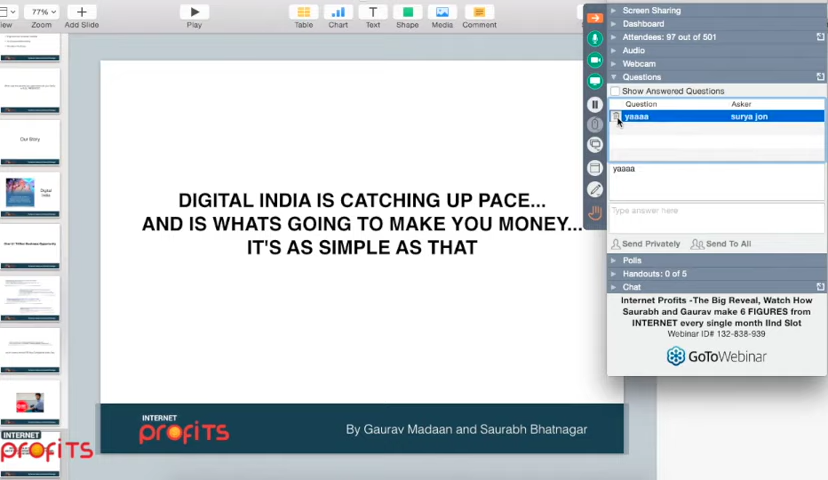 77%
Zoom
Add Slide
Play
Table
Chart
Text
Shape
Media
Comment
Our Story
Digital
India
DIGITAL INDIA IS CATCHING UP PACE...
AND IS WHATS GOING TO MAKE YOU MONEY...
IT'S AS SIMPLE AS THAT
INTERNET
profits
By Gaurav Madaan and Saurabh Bhatnagar
INTERNET
profits
Screen Sharing
Dashboard
Attendees: 97 out of 501
Audio
Webcam
Questions
Show Answered Questions
Question Asker
yaaaa surya jon
yaaaa
Type answer here
Send Privately Send To All
Polls
Handouts: 0 of 5
Chat
Internet Profits -The Big Reveal, Watch How
Saurabh and Gaurav make 6 FIGURES from
INTERNET every single month IInd Slot
Webinar ID# 132-838-939
GoToWebinar